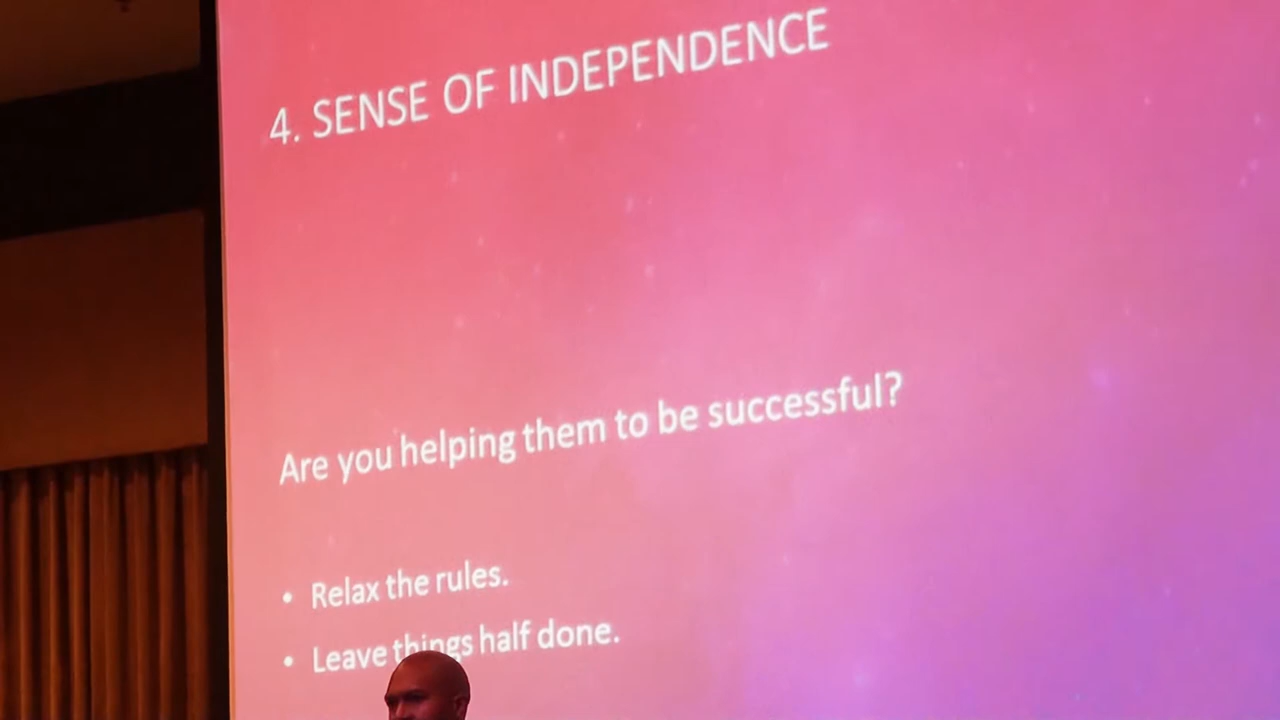 4. SENSE OF INDEPENDENCE
Are you helping them to be successful?
• Relax the rules.
• Leave things half done.